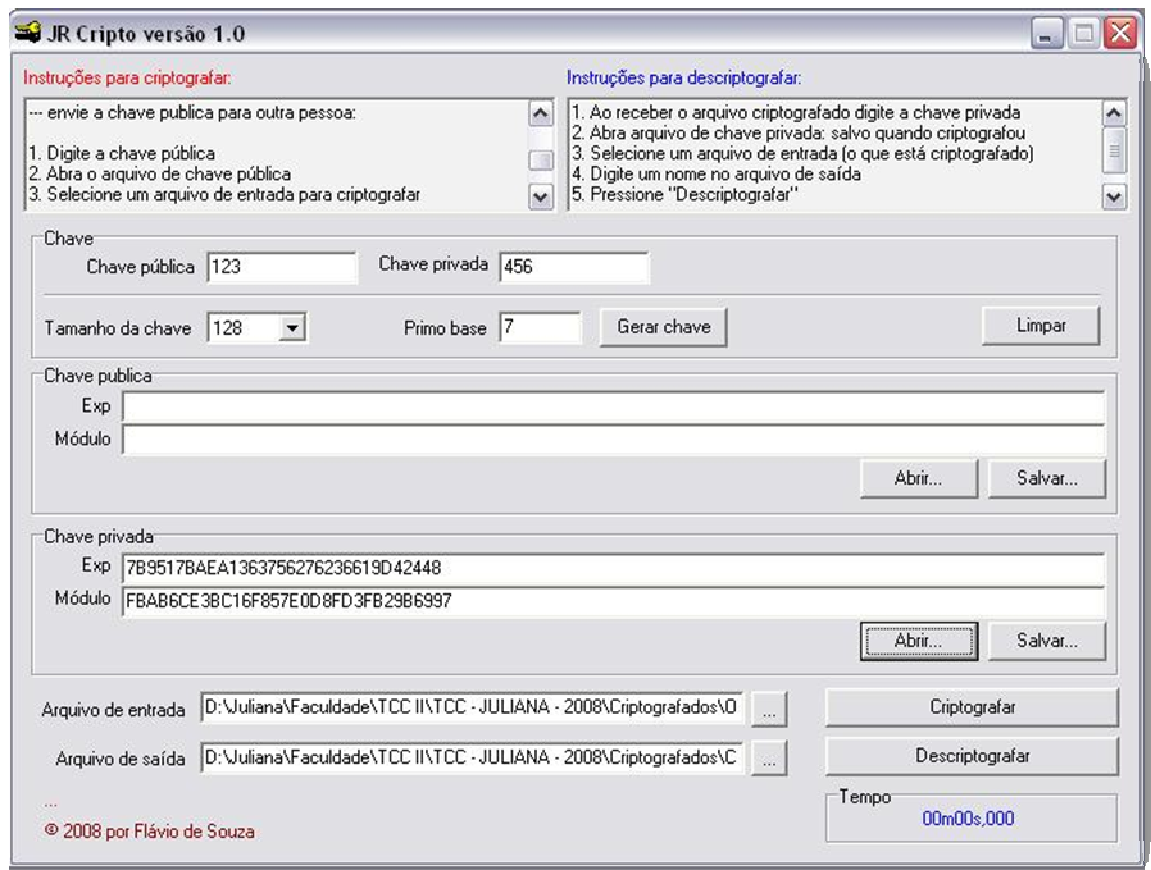 JR Cripto versão 1.0
Instruções para criptografar:
--- envie a chave publica para outra pessoa:
1. Digite a chave pública
2. Abra o arquivo de chave pública
3. Selecione um arquivo de entrada para criptografar
Instruções para descriptografar:
1. Ao receber o arquivo criptografado digite a chave privada
2. Abra arquivo de chave privada: salvo quando criptografou
3. Selecione um arquivo de entrada (o que está criptografado)
4. Digite um nome no arquivo de saída
5. Pressione "Descriptografar"
Chave
Chave pública 123 Chave privada 456
Tamanho da chave 128 Primo base 7 Gerar chave Limpar
Chave publica
Exp
Módulo
Abrir... Salvar...
Chave privada
Exp 7B9517BAEA1363756276236619D42448
Módulo FBAB6CE3BC16F857E0D8FD3FB29B6997
Abrir... Salvar...
Arquivo de entrada D:\Juliana\Faculdade\TCC II\TCC - JULIANA - 2008\Criptografados\O ... Criptografar
Arquivo de saída D:\Juliana\Faculdade\TCC II\TCC - JULIANA - 2008\Criptografados\C ... Descriptografar
...
Tempo
00m00s,000
© 2008 por Flávio de Souza